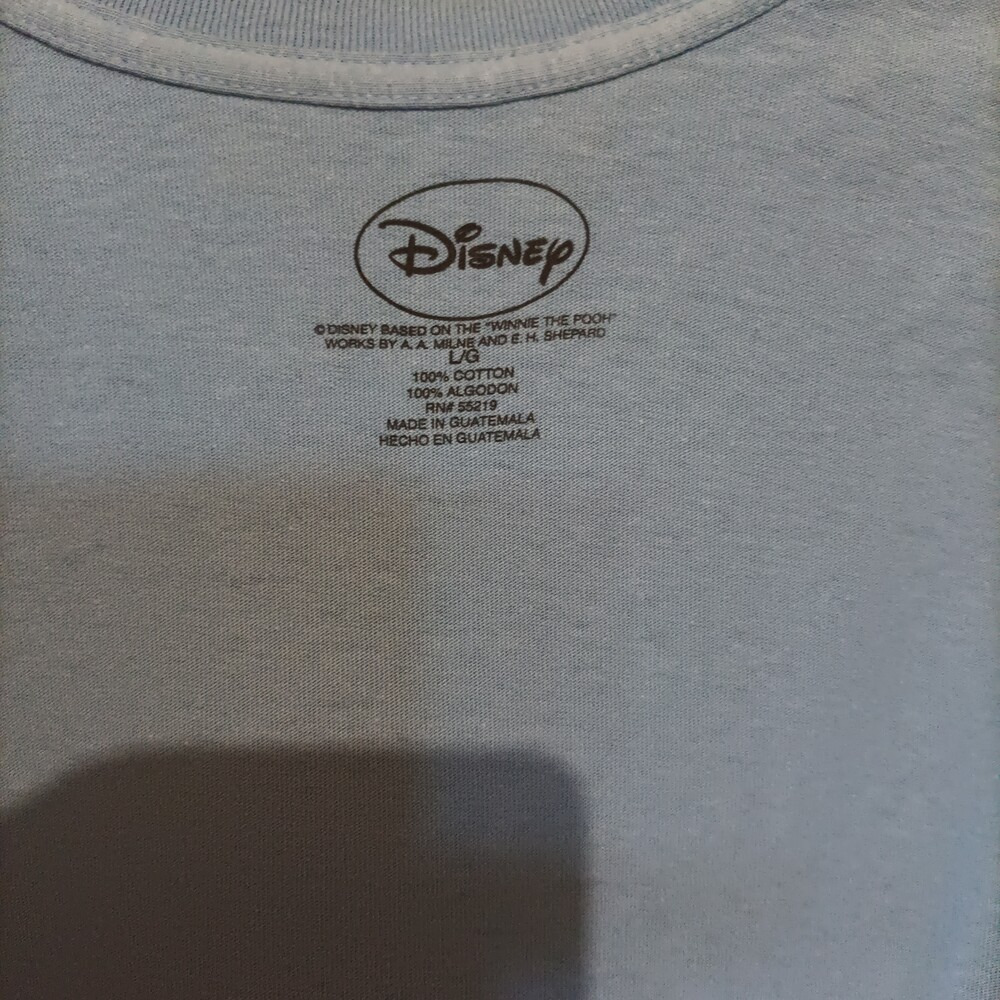 Disney
© DISNEY BASED ON THE "WINNIE THE POOH"
WORKS BY A. A. MILNE AND E. H. SHEPARD
L/G
100% COTTON
100% ALGODON
RN# 55219
MADE IN GUATEMALA
HECHO EN GUATEMALA